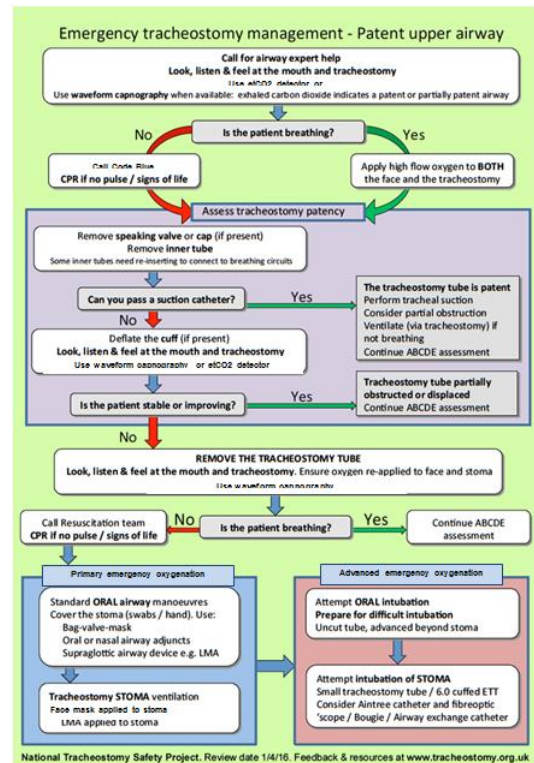 Emergency tracheostomy management - Patent upper airway
Call for airway expert help
Look, listen & feel at the mouth and tracheostomy
Use etCO2 detector or
Use waveform capnography when available: exhaled carbon dioxide indicates a patent or partially patent airway
No
Is the patient breathing?
Yes
Call Code Blue
CPR if no pulse / signs of life
Apply high flow oxygen to BOTH
the face and the tracheostomy
Assess tracheostomy patency
Remove speaking valve or cap (if present)
Remove inner tube
Some inner tubes need re-inserting to connect to breathing circuits
Can you pass a suction catheter?
Yes
The tracheostomy tube is patent
Perform tracheal suction
Consider partial obstruction
Ventilate (via tracheostomy) if
not breathing
Continue ABCDE assessment
No
Deflate the cuff (if present)
Look, listen & feel at the mouth and tracheostomy
Use waveform capnography or etCO2 detector
Is the patient stable or improving?
Yes
Tracheostomy tube partially
obstructed or displaced
Continue ABCDE assessment
No
REMOVE THE TRACHEOSTOMY TUBE
Look, listen & feel at the mouth and tracheostomy. Ensure oxygen re-applied to face and stoma
Use waveform capnography
Call Resuscitation team
CPR if no pulse / signs of life
No
Is the patient breathing?
Yes
Continue ABCDE
assessment
Primary emergency oxygenation
Standard ORAL airway manoeuvres
Cover the stoma (swabs / hand). Use:
Bag-valve-mask
Oral or nasal airway adjuncts
Supraglottic airway device e.g. LMA
Tracheostomy STOMA ventilation
Face mask applied to stoma
LMA applied to stoma
Advanced emergency oxygenation
Attempt ORAL intubation
Prepare for difficult intubation
Uncut tube, advanced beyond stoma
Attempt intubation of STOMA
Small tracheostomy tube / 6.0 cuffed ETT
Consider Aintree catheter and fibreoptic
'scope / Bougie / Airway exchange catheter
National Tracheostomy Safety Project. Review date 1/4/16. Feedback & resources at www.tracheostomy.org.uk